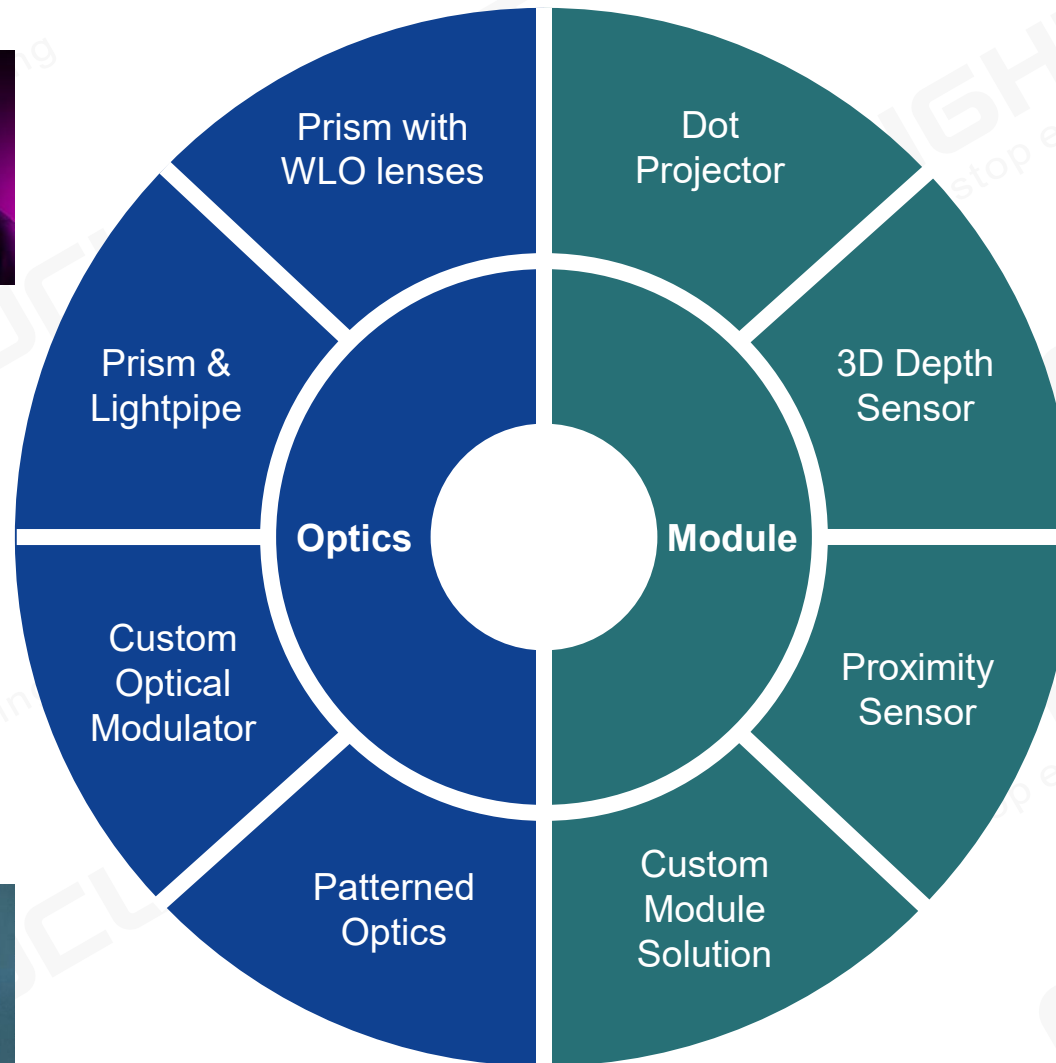 Prism with
WLO lenses
Dot
Projector
Prism &
Lightpipe
3D Depth
Sensor
Optics
Module
Custom
Optical
Modulator
Proximity
Sensor
Patterned
Optics
Custom
Module
Solution